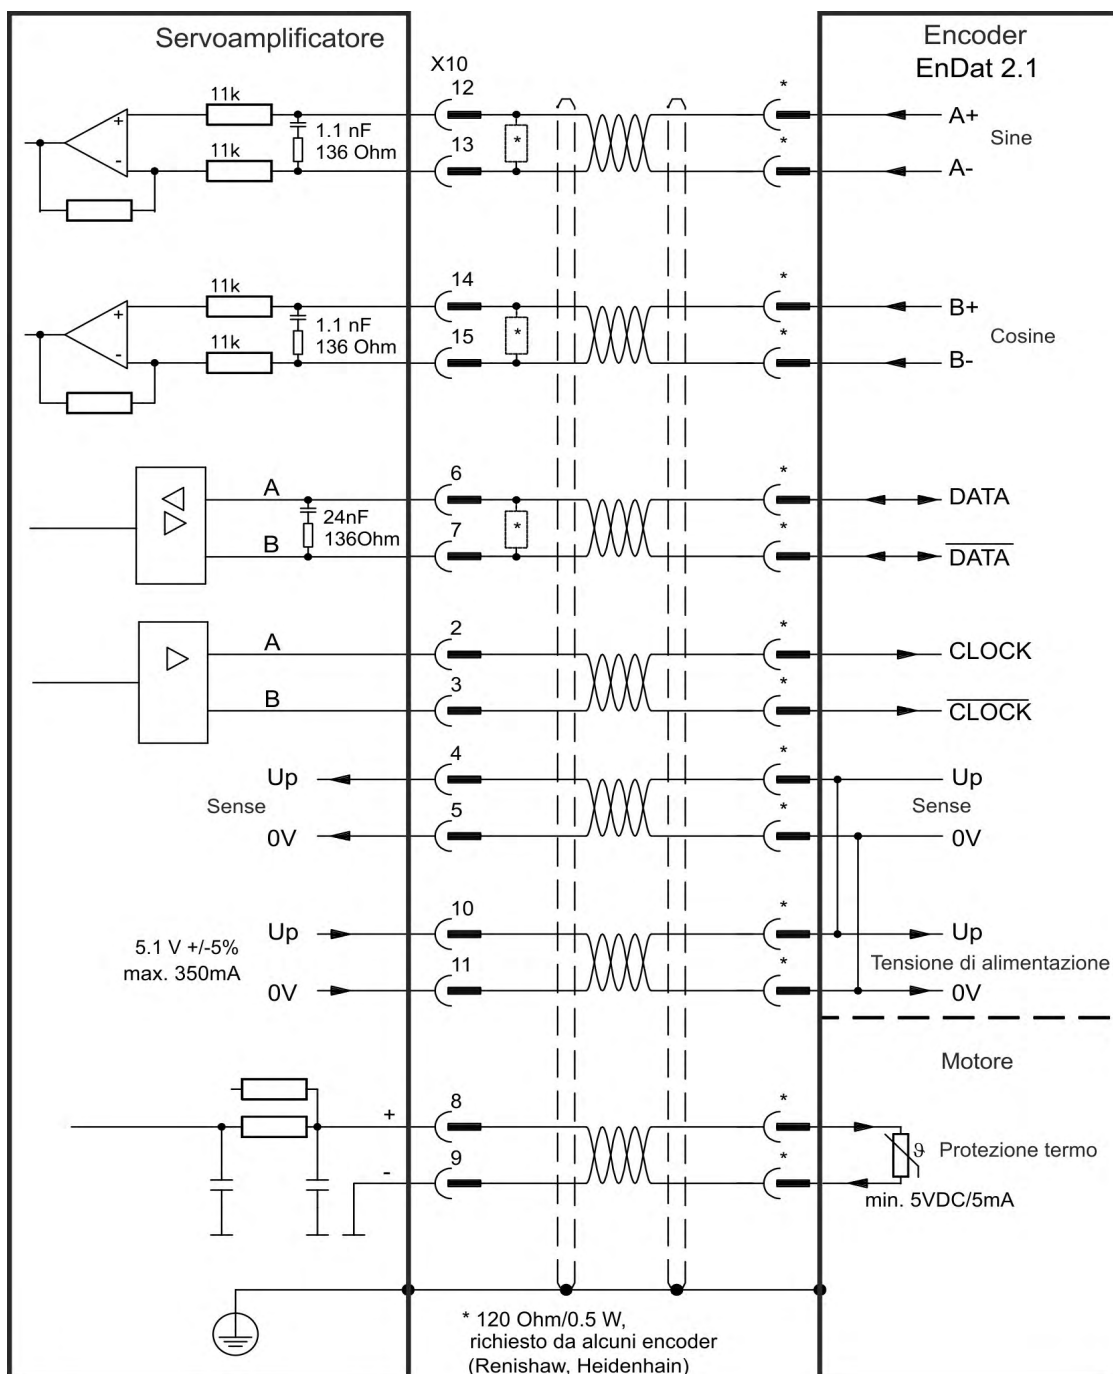 Servoamplificatore
Encoder
EnDat 2.1
X10
11k
12
*
A+
+
1.1 nF
136 Ohm
*
Sine
11k
13
*
A-
-
11k
14
*
B+
+
1.1 nF
136 Ohm
*
Cosine
11k
15
*
B-
-
A
6
*
DATA
24nF
136Ohm
*
B
7
*
DATA
A
2
*
CLOCK
B
3
*
CLOCK
Up
4
*
Up
Sense
Sense
0V
5
*
0V
Up
10
*
Up
5.1 V +/-5%
max. 350mA
Tensione di alimentazione
0V
11
*
0V
Motore
+
8
*
ϑ Protezione termo
-
9
*
min. 5VDC/5mA
* 120 Ohm/0.5 W,
richiesto da alcuni encoder
(Renishaw, Heidenhain)